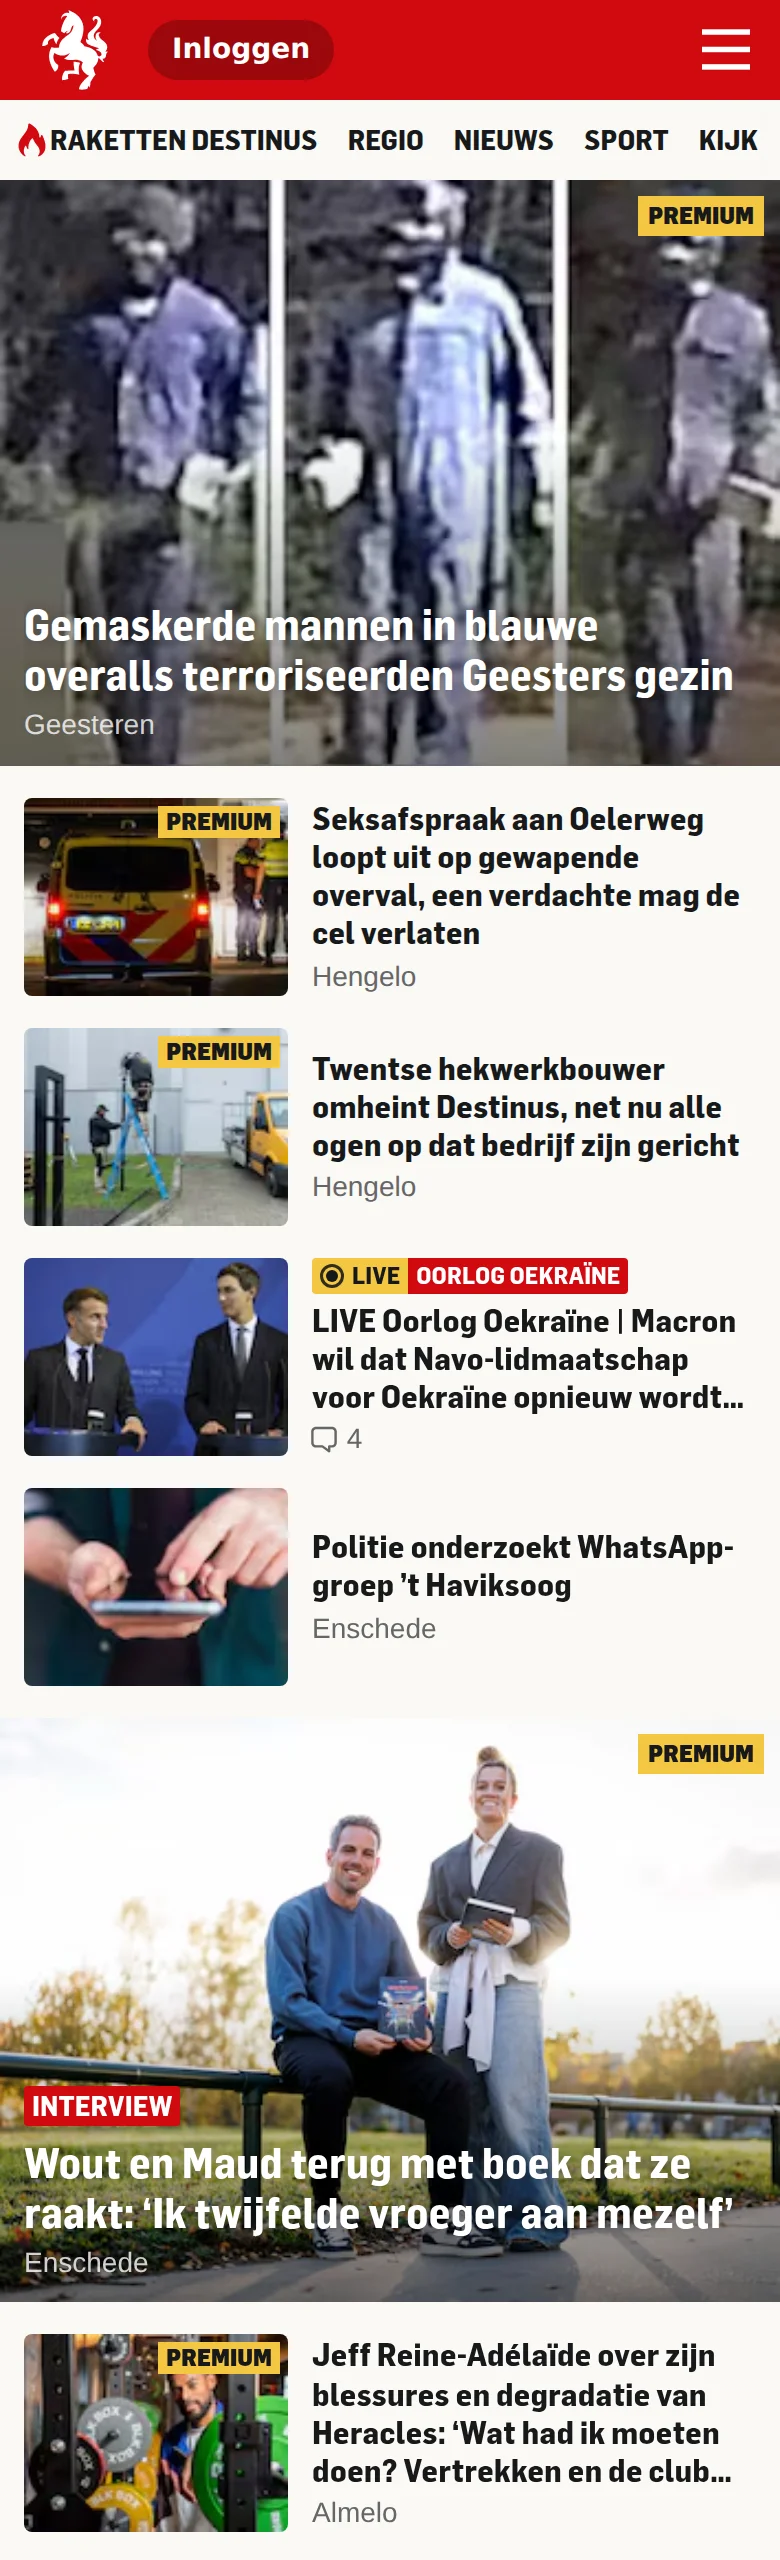 Inloggen
RAKETTEN DESTINUS REGIO NIEUWS SPORT KIJK
PREMIUM
Gemaskerde mannen in blauwe
overalls terroriseerden Geesters gezin
Geesteren
PREMIUM
Seksafspraak aan Oelerweg
loopt uit op gewapende
overval, een verdachte mag de
cel verlaten
Hengelo
PREMIUM
Twentse hekwerkbouwer
omheint Destinus, net nu alle
ogen op dat bedrijf zijn gericht
Hengelo
LIVE OORLOG OEKRAÏNE
LIVE Oorlog Oekraïne | Macron
wil dat Navo-lidmaatschap
voor Oekraïne opnieuw wordt...
4
Politie onderzoekt WhatsApp-
groep ’t Haviksoog
Enschede
PREMIUM
INTERVIEW
Wout en Maud terug met boek dat ze
raakt: ‘Ik twijfelde vroeger aan mezelf’
Enschede
PREMIUM
BLK BOX
Jeff Reine-Adélaïde over zijn
blessures en degradatie van
Heracles: ‘Wat had ik moeten
doen? Vertrekken en de club...
Almelo